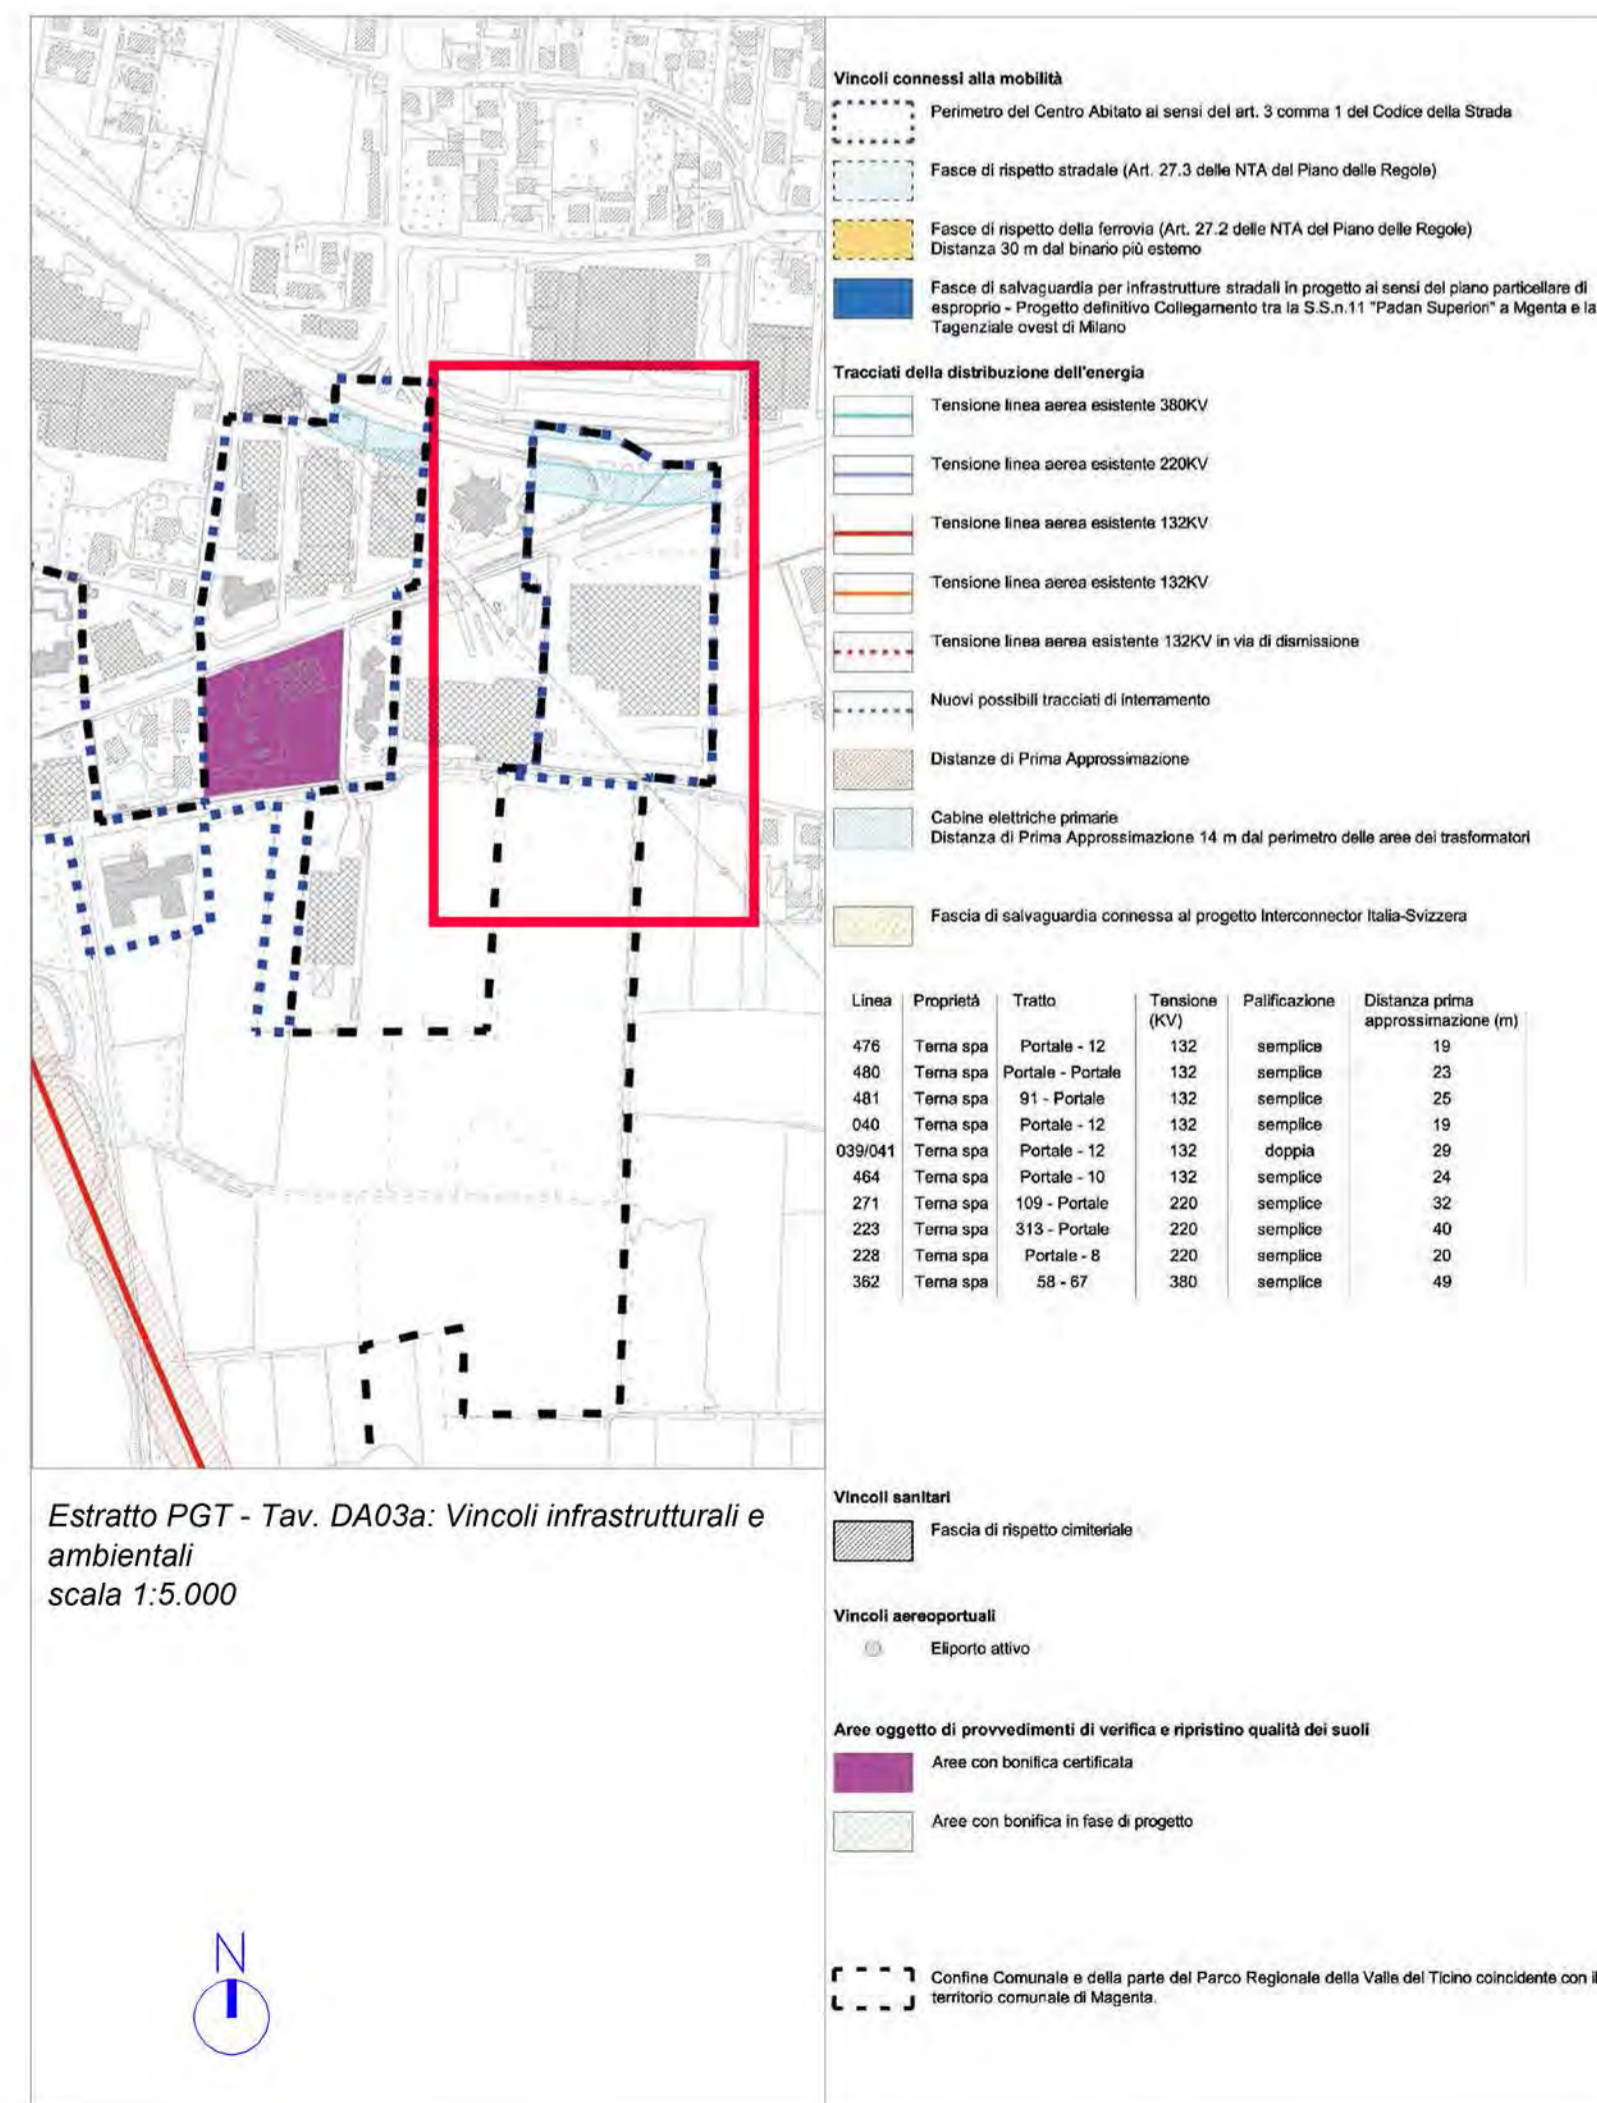 Vincoli connessi alla mobilità
Perimetro del Centro Abitato ai sensi del art. 3 comma 1 del Codice della Strada
Fasce di rispetto stradale (Art. 27.3 delle NTA del Piano delle Regole)
Fasce di rispetto della ferrovia (Art. 27.2 delle NTA del Piano delle Regole)
Distanza 30 m dal binario più esterno
Fasce di salvaguardia per infrastrutture stradali in progetto ai sensi del piano particellare di
esproprio - Progetto definitivo Collegamento tra la S.S.n.11 "Padan Superiori" a Mgenta e la
Tagenziale ovest di Milano
Tracciati della distribuzione dell'energia
Tensione linea aerea esistente 380KV
Tensione linea aerea esistente 220KV
Tensione linea aerea esistente 132KV
Tensione linea aerea esistente 132KV
Tensione linea aerea esistente 132KV in via di dismissione
Nuovi possibili tracciati di interramento
Distanze di Prima Approssimazione
Cabine elettriche primarie
Distanza di Prima Approssimazione 14 m dal perimetro delle aree dei trasformatori
Fascia di salvaguardia connessa al progetto Interconnector Italia-Svizzera
Linea Proprietà Tratto Tensione (KV) Palificazione Distanza prima approssimazione (m)
476 Terna spa Portale - 12 132 semplice 19
480 Terna spa Portale - Portale 132 semplice 23
481 Terna spa 91 - Portale 132 semplice 25
040 Terna spa Portale - 12 132 semplice 19
039/041 Terna spa Portale - 12 132 doppia 29
464 Terna spa Portale - 10 132 semplice 24
271 Terna spa 109 - Portale 220 semplice 32
223 Terna spa 313 - Portale 220 semplice 40
228 Terna spa Portale - 8 220 semplice 20
362 Terna spa 58 - 67 380 semplice 49
Estratto PGT - Tav. DA03a: Vincoli infrastrutturali e
ambientali
scala 1:5.000
Vincoli sanitari
Fascia di rispetto cimiteriale
Vincoli aereoportuali
Eliporto attivo
Aree oggetto di provvedimenti di verifica e ripristino qualità dei suoli
Aree con bonifica certificata
Aree con bonifica in fase di progetto
N
Confine Comunale e della parte del Parco Regionale della Valle del Ticino coincidente con il
territorio comunale di Magenta.